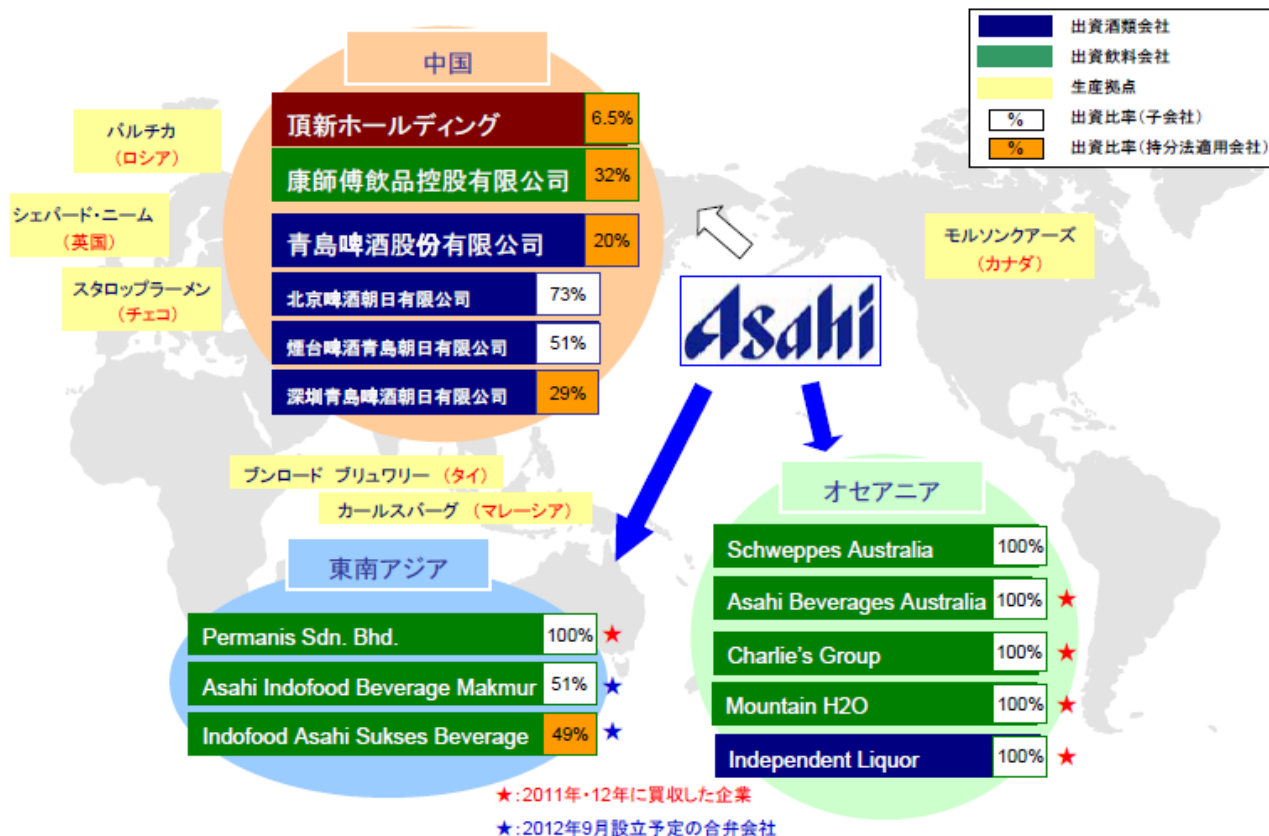 出資酒類会社
出資飲料会社
生産拠点
% 出資比率(子会社)
% 出資比率(持分法適用会社)
中国
頂新ホールディング 6.5%
康師傅飲品控股有限公司 32%
青島啤酒股份有限公司 20%
北京啤酒朝日有限公司 73%
煙台啤酒青島朝日有限公司 51%
深圳青島啤酒朝日有限公司 29%
バルチカ
(ロシア)
シェパード・ニーム
(英国)
スタロップラーメン
(チェコ)
モルソンクアーズ
(カナダ)
Asahi
ブンロード ブリュワリー (タイ)
カールスバーグ (マレーシア)
東南アジア
Permanis Sdn. Bhd. 100% ★
Asahi Indofood Beverage Makmur 51% ★
Indofood Asahi Sukses Beverage 49% ★
オセアニア
Schweppes Australia 100%
Asahi Beverages Australia 100% ★
Charlie's Group 100% ★
Mountain H2O 100% ★
Independent Liquor 100% ★
★:2011年・12年に買収した企業
★:2012年9月設立予定の合弁会社